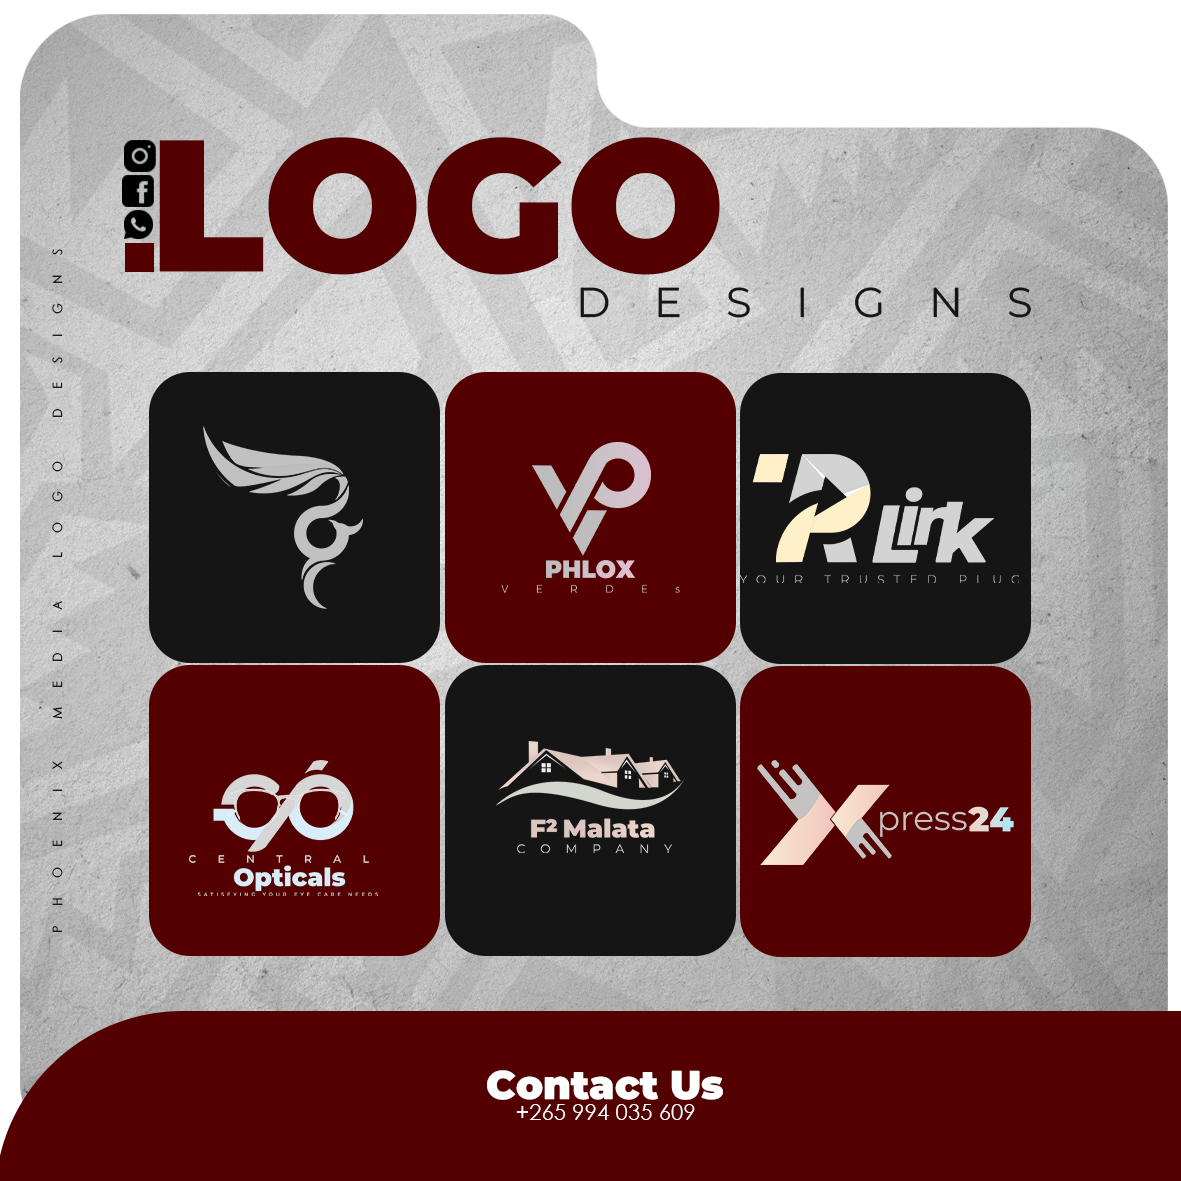 LOGO
DESIGNS
PHOENIX MEDIA LOGO DESIGNS
PHLOX
VERDEs
Link
YOUR TRUSTED PLUG
CENTRAL
Opticals
SATISFYING YOUR EYE CARE NEEDS
F² Malata
COMPANY
Xpress24
Contact Us
+265 994 035 609